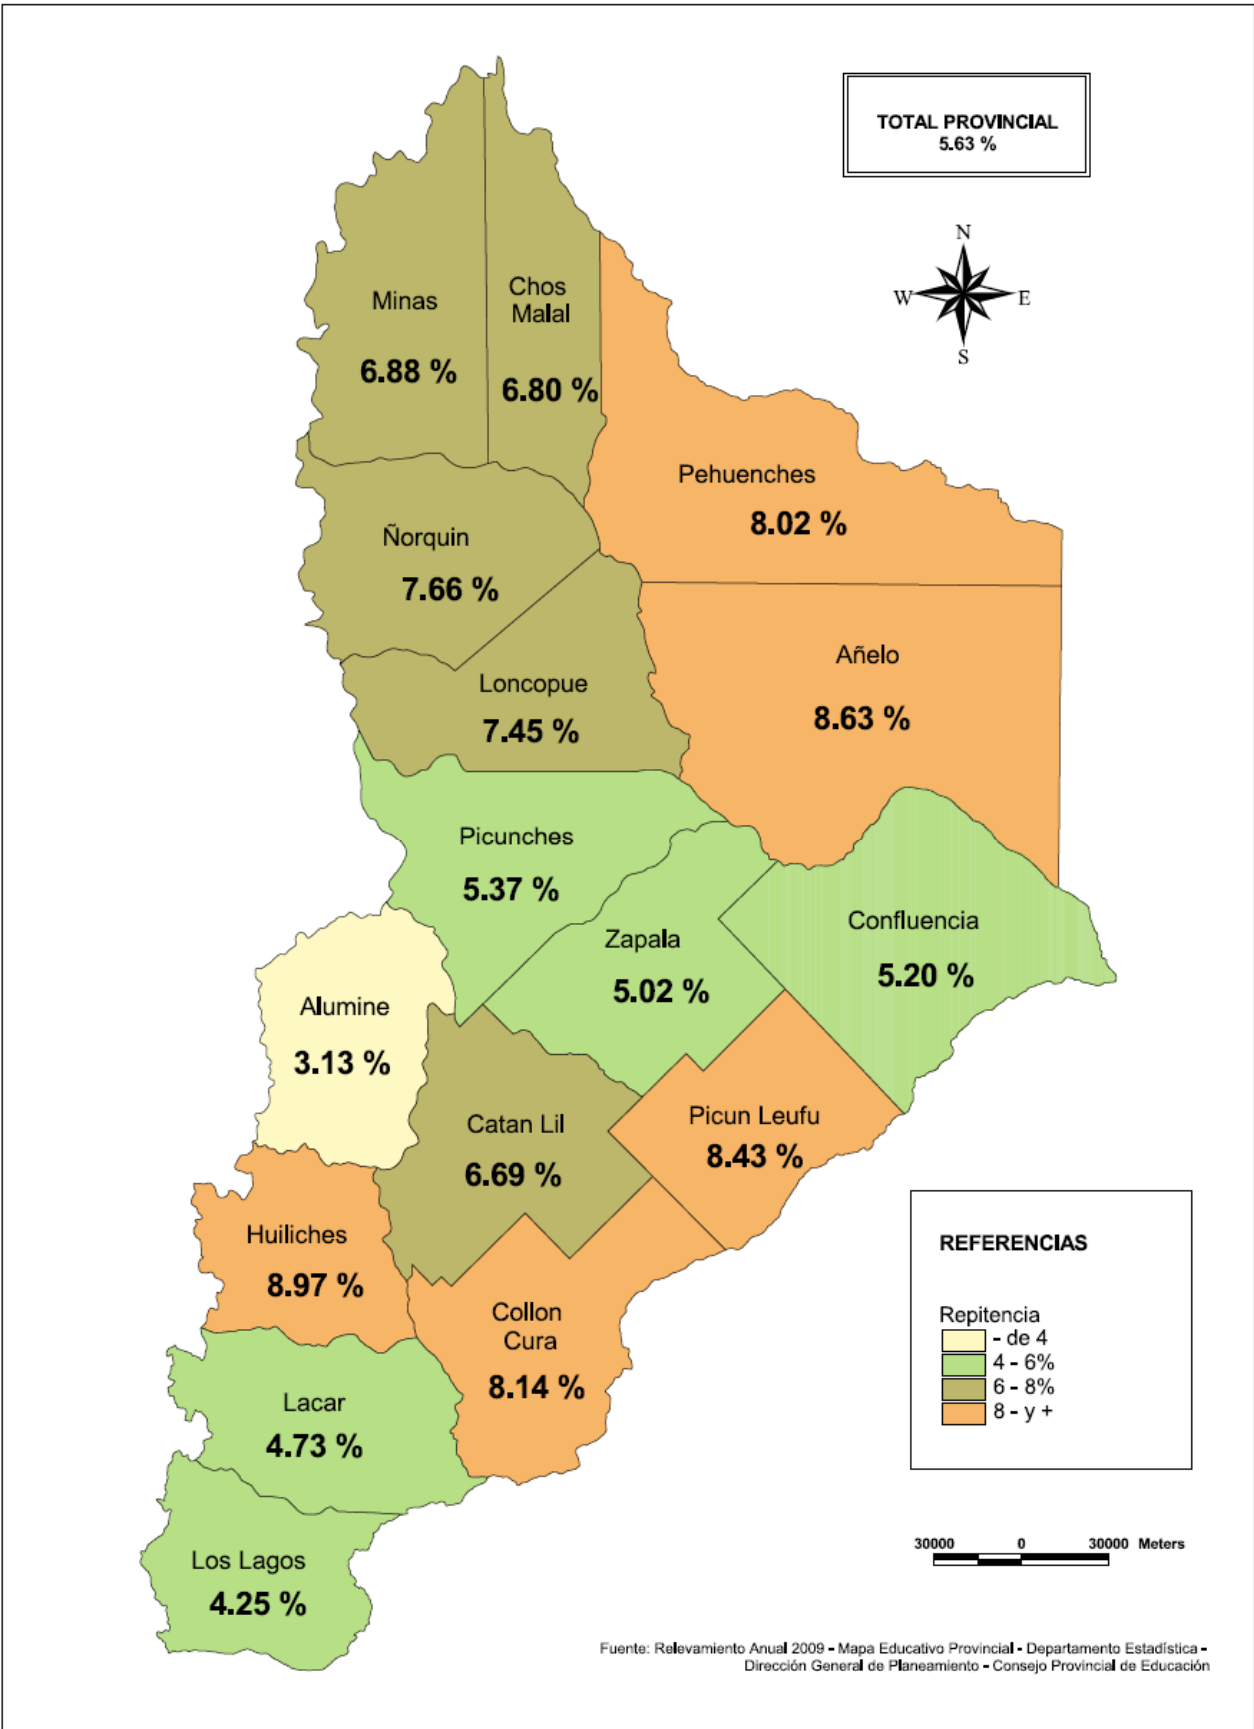 TOTAL PROVINCIAL
5.63 %
N
W
E
S
Minas
6.88 %
Chos
Malal
6.80 %
Pehuenches
8.02 %
Ñorquin
7.66 %
Añelo
8.63 %
Loncopue
7.45 %
Picunches
5.37 %
Zapala
5.02 %
Confluencia
5.20 %
Alumine
3.13 %
Catan Lil
6.69 %
Picun Leufu
8.43 %
Huiliches
8.97 %
Collon
Cura
8.14 %
Lacar
4.73 %
Los Lagos
4.25 %
REFERENCIAS
Repitencia
- de 4
4 - 6%
6 - 8%
8 - y +
30000 0 30000 Meters
Fuente: Relevamiento Anual 2009 - Mapa Educativo Provincial - Departamento Estadística -
Dirección General de Planeamiento - Consejo Provincial de Educación